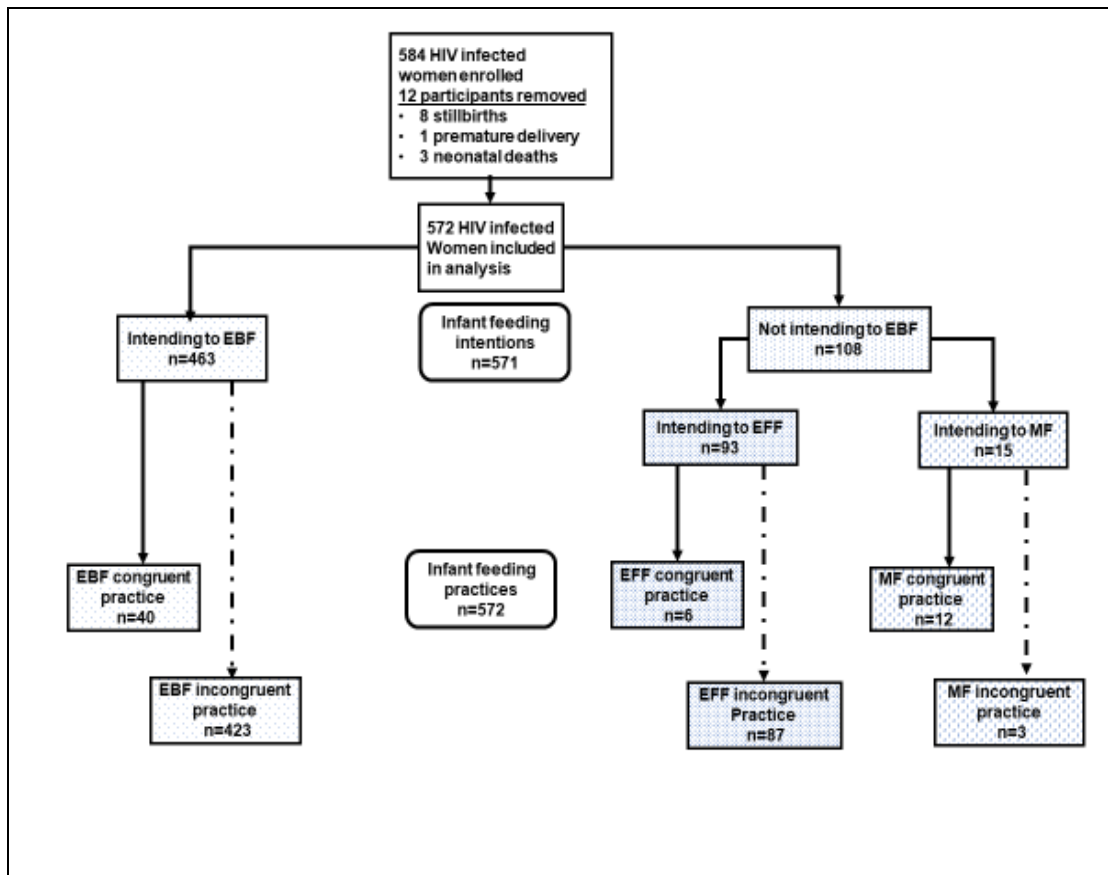 584 HIV infected
women enrolled
12 participants removed
• 8 stillbirths
• 1 premature delivery
• 3 neonatal deaths
572 HIV infected
Women included
in analysis
Intending to EBF
n=463
Infant feeding
intentions
n=571
Not intending to EBF
n=108
Intending to EFF
n=93
Intending to MF
n=15
EBF congruent
practice
n=40
Infant feeding
practices
n=572
EFF congruent
practice
n=6
MF congruent
practice
n=12
EBF incongruent
practice
n=423
EFF incongruent
Practice
n=87
MF incongruent
practice
n=3